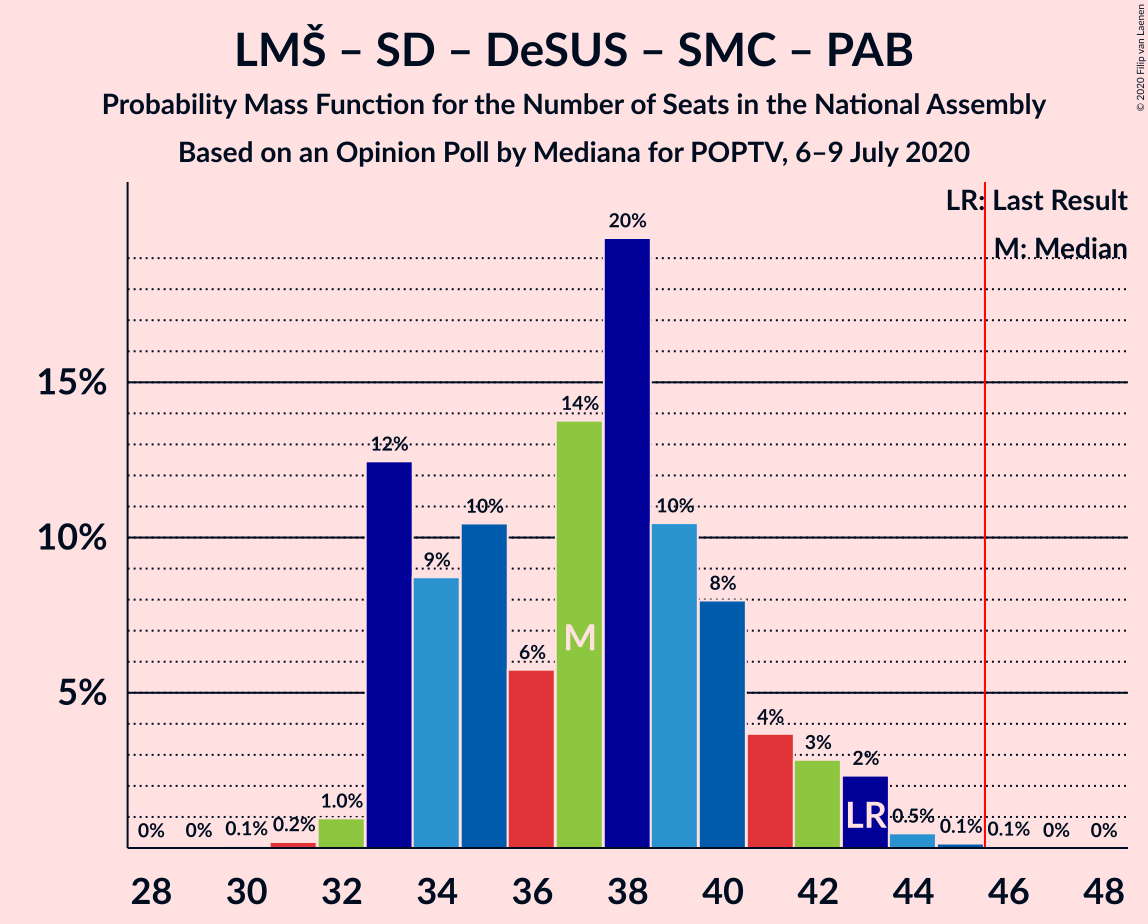 LMŠ – SD – DeSUS – SMC – PAB
Probability Mass Function for the Number of Seats in the National Assembly
Based on an Opinion Poll by Mediana for POPTV, 6–9 July 2020
© 2020 Filip van Laenen
LR: Last Result
M: Median
15%
10%
5%
0%
0%
0.1%
0.2%
1.0%
12%
9%
10%
6%
14%
20%
10%
8%
4%
3%
2%
0.5%
0.1%
0.1%
0%
0%
M
LR
28 30 32 34 36 38 40 42 44 46 48